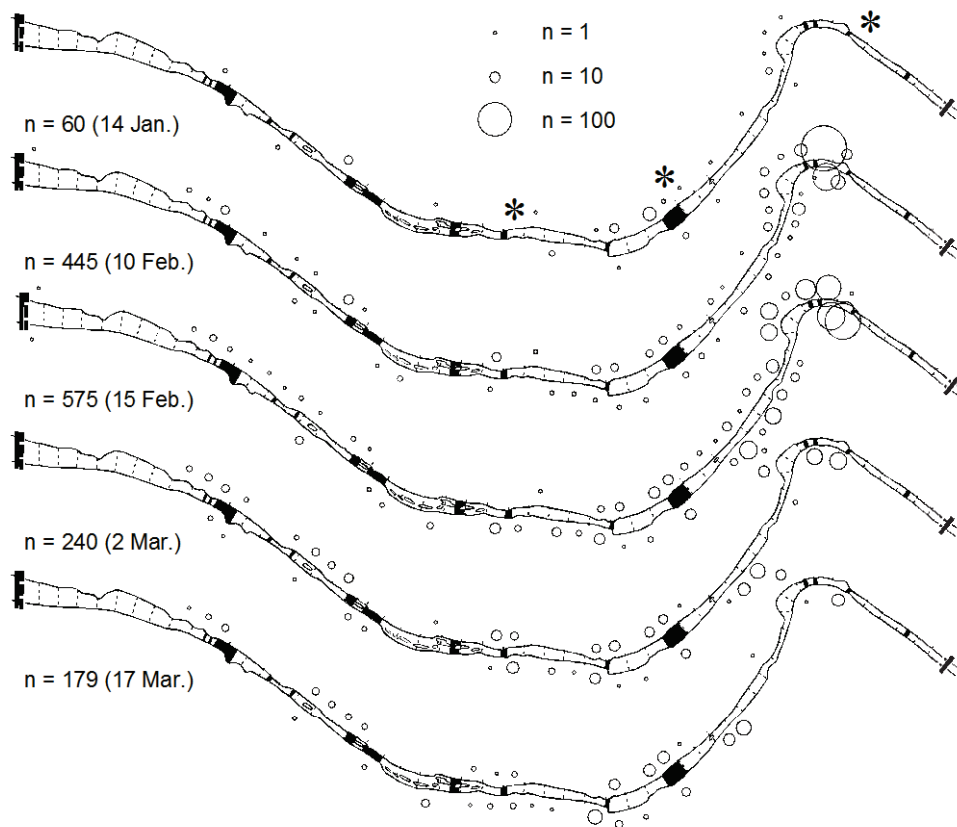 n = 1
n = 10
n = 100
*
*
*
n = 60 (14 Jan.)
n = 445 (10 Feb.)
n = 575 (15 Feb.)
n = 240 (2 Mar.)
n = 179 (17 Mar.)